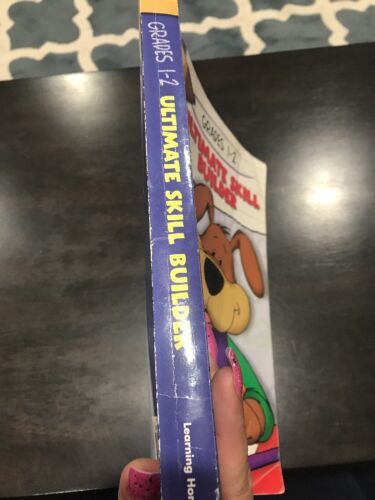 GRADES 1-2 ULTIMATE SKILL BUILDER
Learning Hor
GRADES 1-2
ULTIMATE SKILL
BUILDER